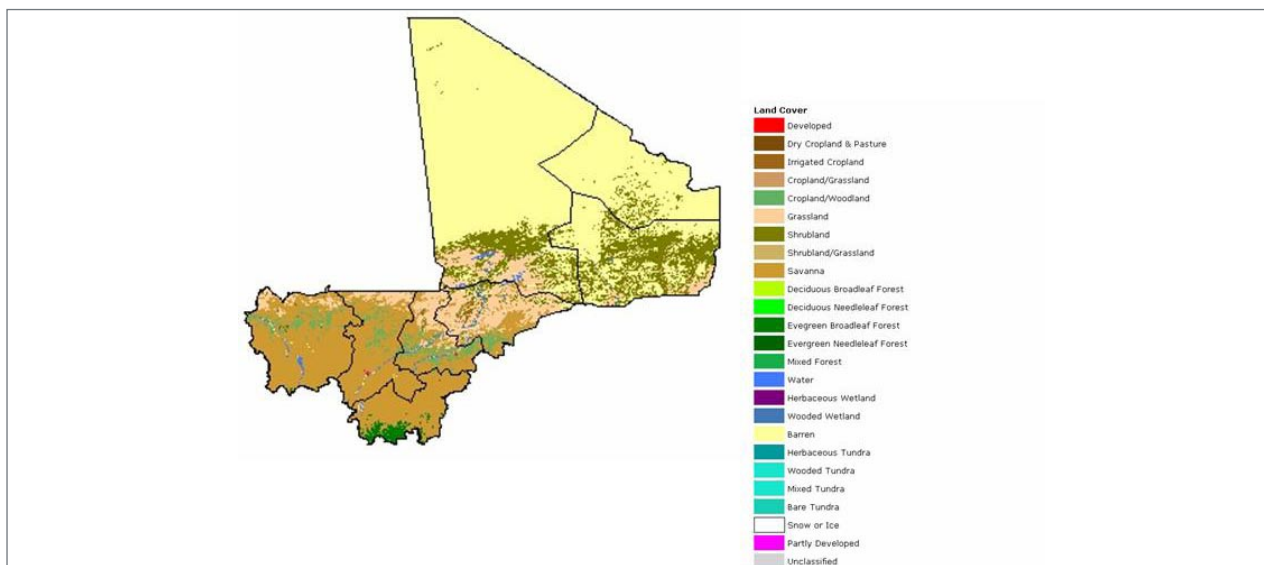 Land Cover
Developed
Dry Cropland & Pasture
Irrigated Cropland
Cropland/Grassland
Cropland/Woodland
Grassland
Shrubland
Shrubland/Grassland
Savanna
Deciduous Broadleaf Forest
Deciduous Needleleaf Forest
Evegreen Broadleaf Forest
Evergreen Needleleaf Forest
Mixed Forest
Water
Herbaceous Wetland
Wooded Wetland
Barren
Herbaceous Tundra
Wooded Tundra
Mixed Tundra
Bare Tundra
Snow or Ice
Partly Developed
Unclassified